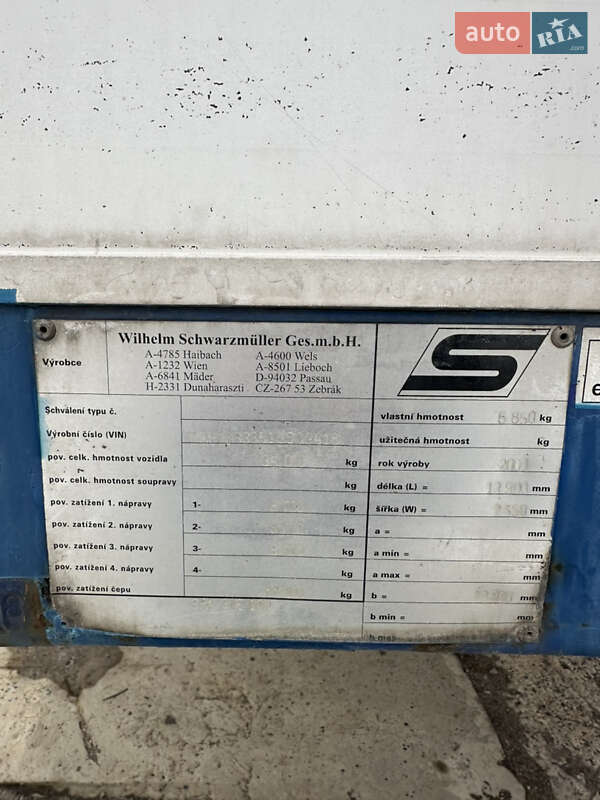 auto RIA.com
Výrobce
Wilhelm Schwarzmüller Ges.m.b.H.
A-4785 Haibach A-4600 Wels
A-1232 Wien A-8501 Lieboch
A-6841 Mäder D-94032 Passau
H-2331 Dunaharaszti CZ-267 53 Žebrák
S
Schválení typu č.
Výrobní číslo (VIN)
pov. celk. hmotnost vozidla kg
pov. celk. hmotnost soupravy kg
pov. zatížení 1. nápravy 1- kg
pov. zatížení 2. nápravy 2- kg
pov. zatížení 3. nápravy 3- kg
pov. zatížení 4. nápravy 4- kg
pov. zatížení čepu kg
vlastní hmotnost kg
užitečná hmotnost kg
rok výroby
délka (L) = mm
šířka (W) = mm
a = mm
a min = mm
a max = mm
b = mm
b min = mm
b max
e